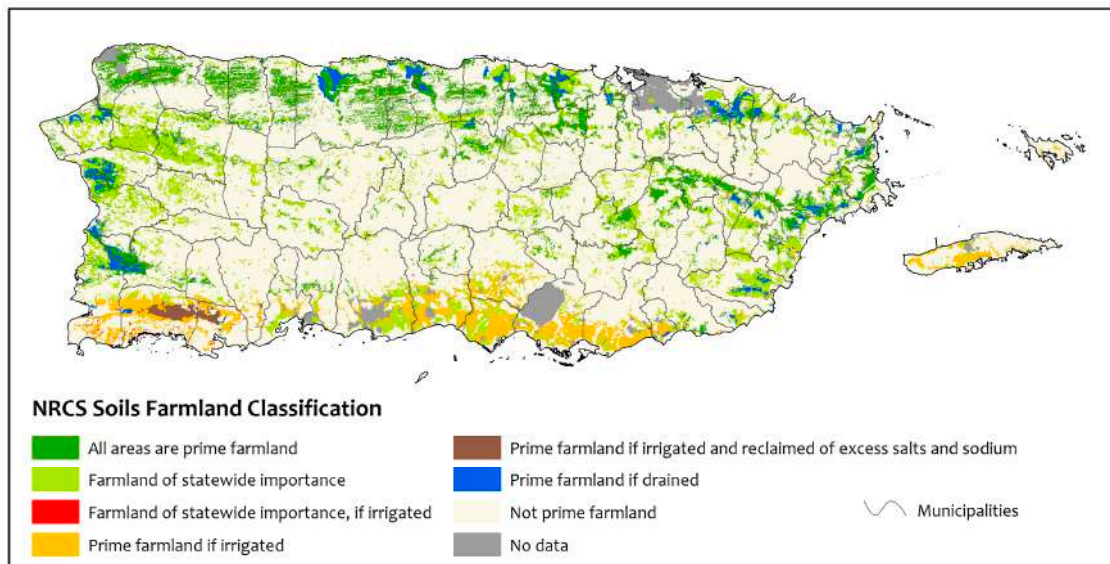 NRCS Soils Farmland Classification
All areas are prime farmland
Farmland of statewide importance
Farmland of statewide importance, if irrigated
Prime farmland if irrigated
Prime farmland if irrigated and reclaimed of excess salts and sodium
Prime farmland if drained
Not prime farmland
No data
Municipalities